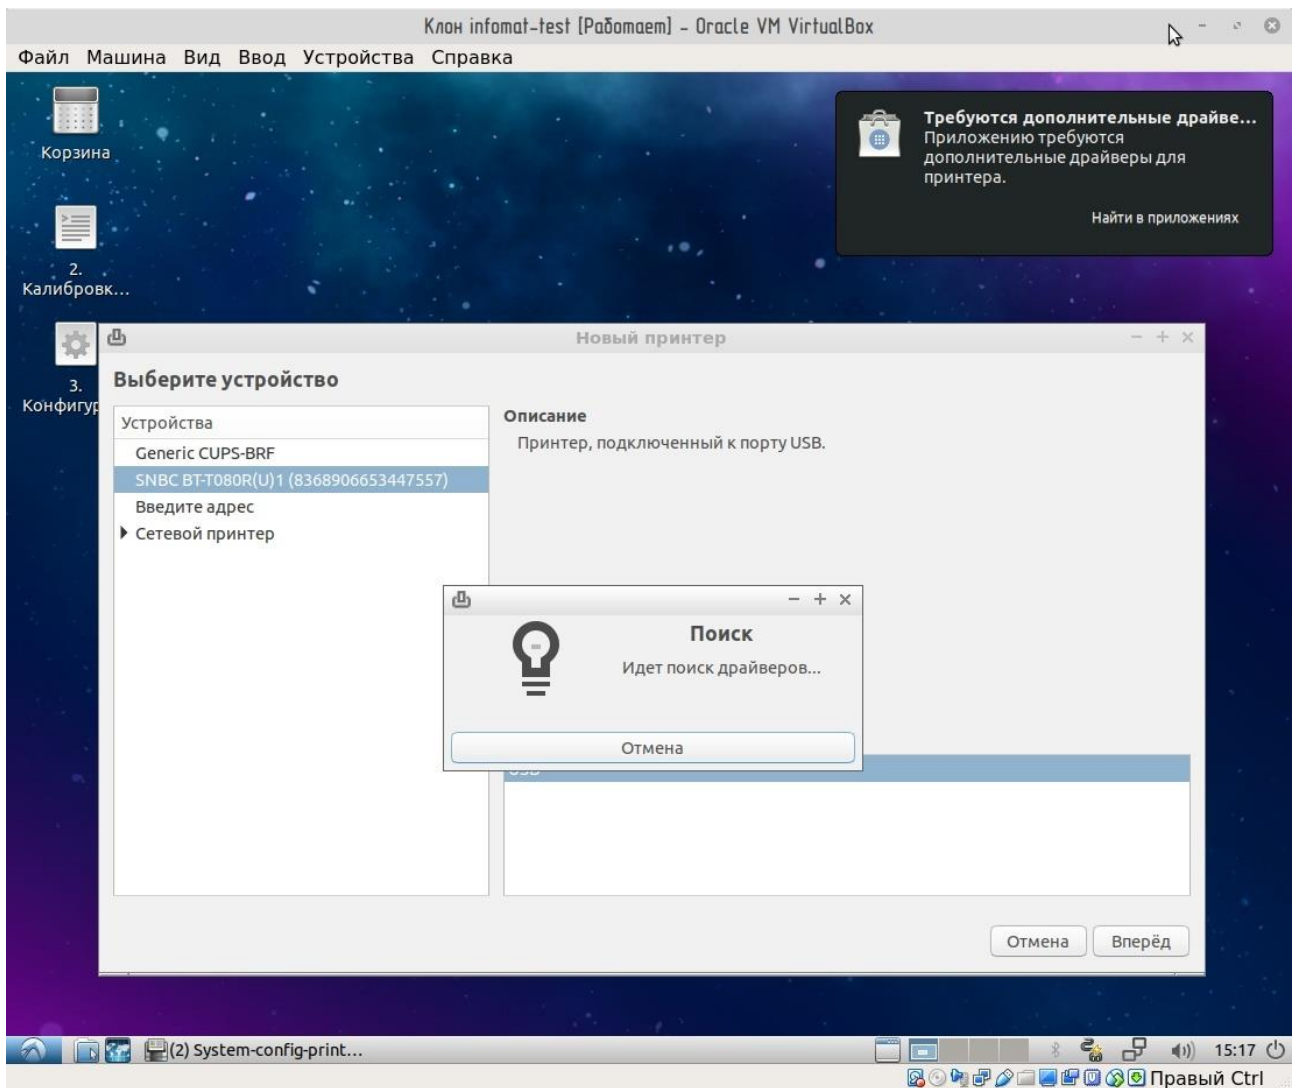 Клон infomat-test [Работает] - Oracle VM VirtualBox
Файл Машина Вид Ввод Устройства Справка
Корзина
Требуются дополнительные драйве...
Приложению требуются
дополнительные драйверы для
принтера.
Найти в приложениях
2.
Калибровк...
3.
Конфигур
Новый принтер
Выберите устройство
Устройства
Generic CUPS-BRF
SNBC BT-T080R(U)1 (8368906653447557)
Введите адрес
Сетевой принтер
Описание
Принтер, подключенный к порту USB.
Поиск
Идет поиск драйверов...
Отмена
Отмена
Вперёд
(2) System-config-print...
15:17
Правый Ctrl